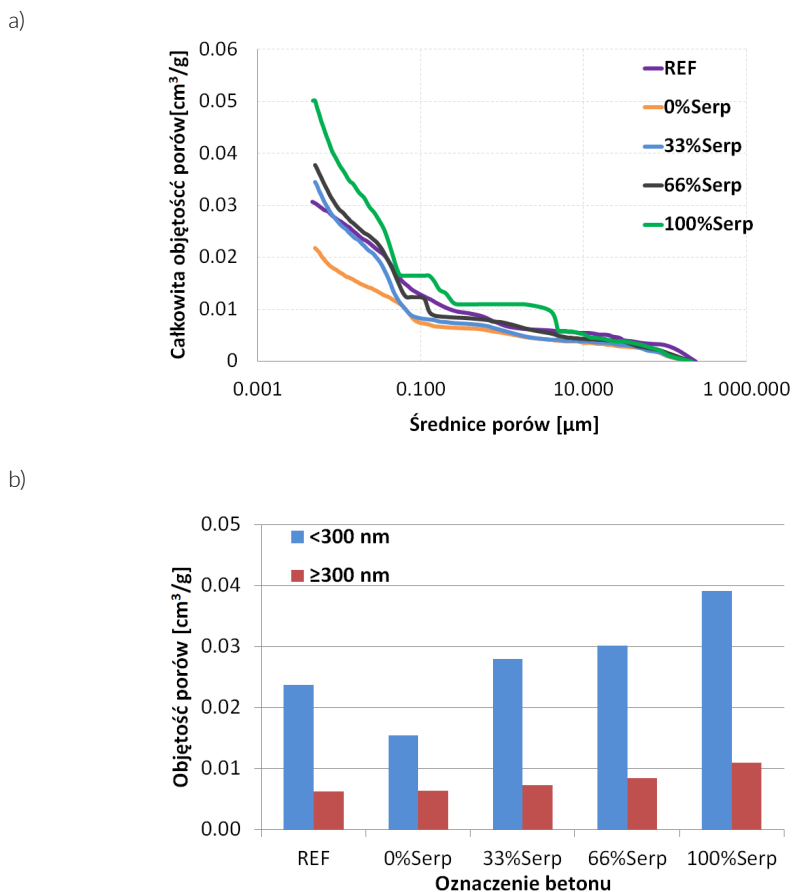 a)
0.06
0.05
0.04
0.03
0.02
0.01
0
Całkowita objętośćć porów[cm³/g]
REF
0%Serp
33%Serp
66%Serp
100%Serp
0.001 0.100 10.000 1 000.000
Średnice porów [µm]
b)
0.05
0.04
0.03
0.02
0.01
0.00
Objętość porów [cm³/g]
<300 nm
≥300 nm
REF 0%Serp 33%Serp 66%Serp 100%Serp
Oznaczenie betonu